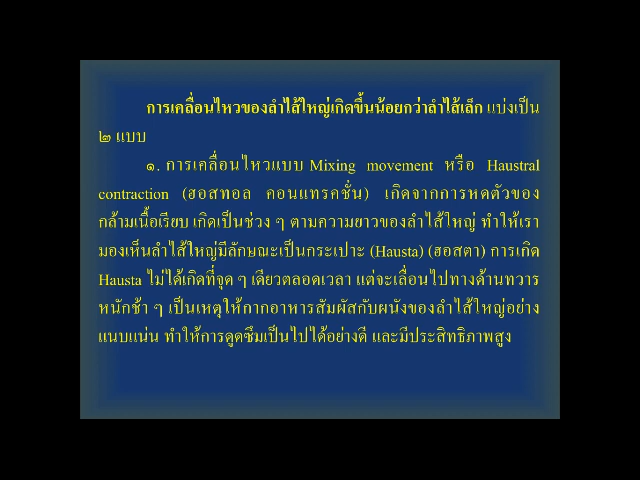 การเคลื่อนไหวของลำไส้ใหญ่เกิดขึ้นน้อยกว่าลำไส้เล็ก แบ่งเป็น
๒ แบบ
๑. การเคลื่อนไหวแบบ Mixing movement หรือ Haustral
contraction (ฮอสทอล คอนแทรคชั่น) เกิดจากการหดตัวของ
กล้ามเนื้อเรียบ เกิดเป็นช่วง ๆ ตามความยาวของลำไส้ใหญ่ ทำให้เรา
มองเห็นลำไส้ใหญ่มีลักษณะเป็นกระเปาะ (Hausta) (ฮอสตา) การเกิด
Hausta ไม่ได้เกิดที่จุด ๆ เดียวตลอดเวลา แต่จะเลื่อนไปทางด้านทวาร
หนักช้า ๆ เป็นเหตุให้กากอาหารสัมผัสกับผนังของลำไส้ใหญ่อย่าง
แนบแน่น ทำให้การดูดซึมเป็นไปได้อย่างดี และมีประสิทธิภาพสูง